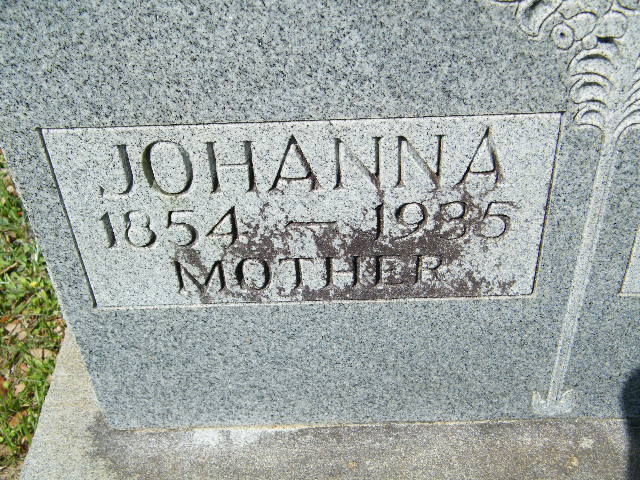 JOHANNA
1854 – 1935
MOTHER